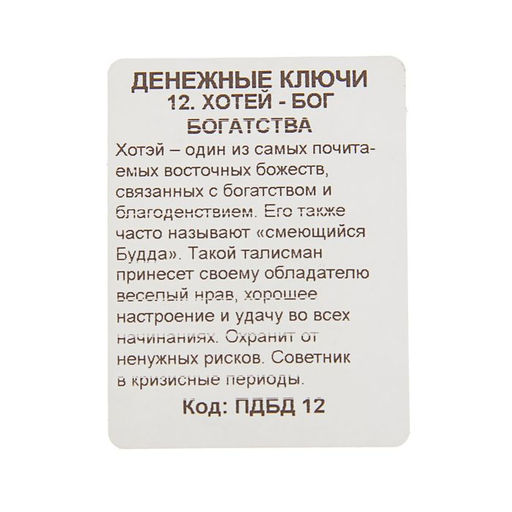 ДЕНЕЖНЫЕ КЛЮЧИ
12. ХОТЕЙ - БОГ
БОГАТСТВА
Хотэй – один из самых почита-
емых восточных божеств,
связанных с богатством и
благоденствием. Его также
часто называют «смеющийся
Будда». Такой талисман
принесет своему обладателю
веселый нрав, хорошее
настроение и удачу во всех
начинаниях. Охранит от
ненужных рисков. Советник
в кризисные периоды.
Код: ПДБД 12